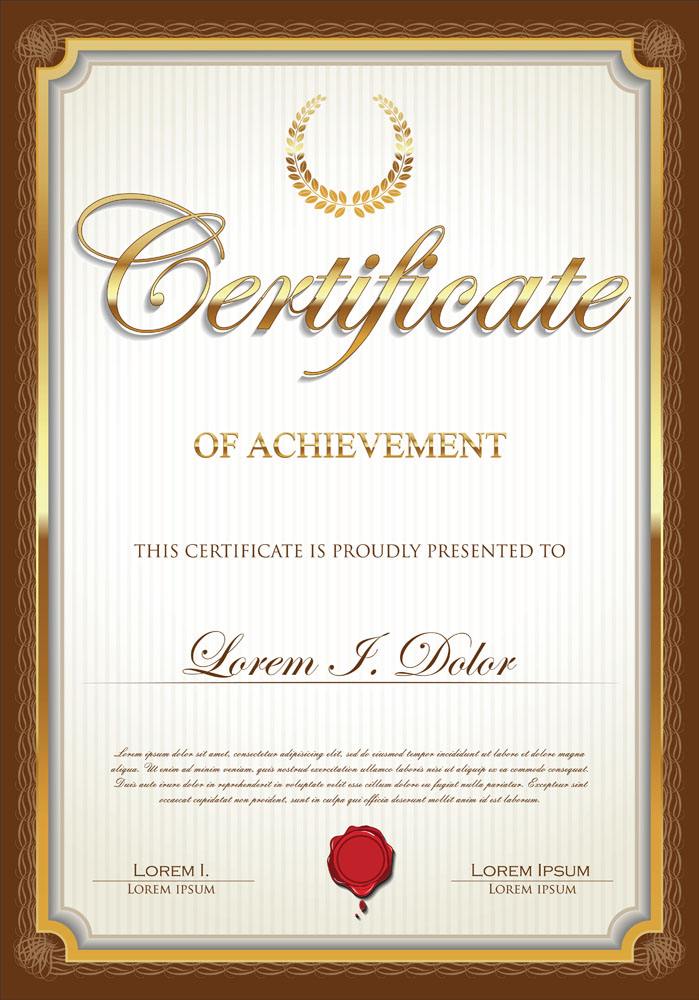 Certificate
OF ACHIEVEMENT
THIS CERTIFICATE IS PROUDLY PRESENTED TO
Lorem I. Dolor
Lorem ipsum dolor sit amet, consectetur adipisicing elit, sed do eiusmod tempor incididunt ut labore et dolore magna
aliqua. Ut enim ad minim veniam, quis nostrud exercitation ullamco laboris nisi ut aliquip ex ea commodo consequat.
Duis aute irure dolor in reprehenderit in voluptate velit esse cillum dolore eu fugiat nulla pariatur. Excepteur sint
occaecat cupidatat non proident, sunt in culpa qui officia deserunt mollit anim id est laborum.
LOREM I.
LOREM IPSUM
LOREM IPSUM
LOREM IPSUM